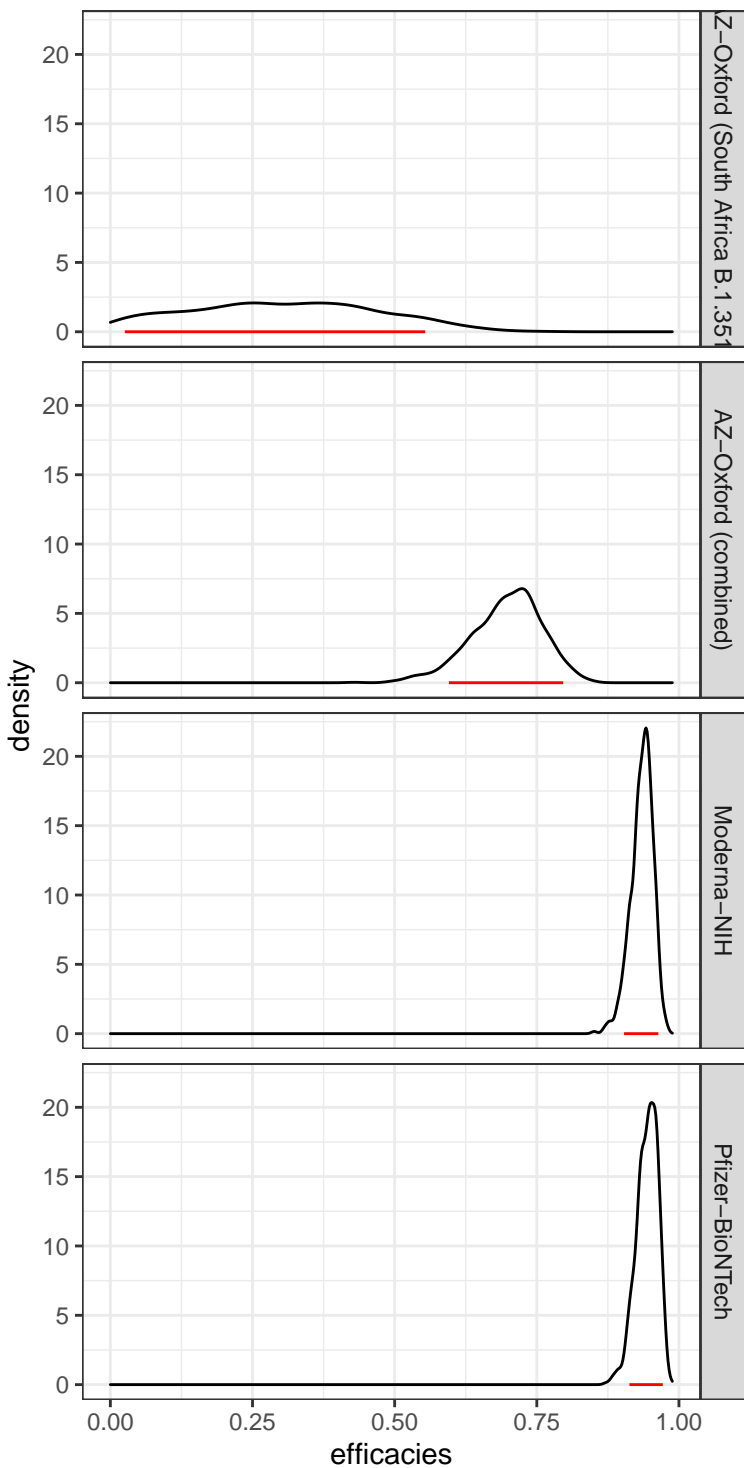 density
20
15
10
5
0
AZ−Oxford (South Africa B.1.351
20
15
10
5
0
AZ−Oxford (combined)
20
15
10
5
0
Moderna−NIH
20
15
10
5
0
Pfizer−BioNTech
0.00 0.25 0.50 0.75 1.00
efficacies